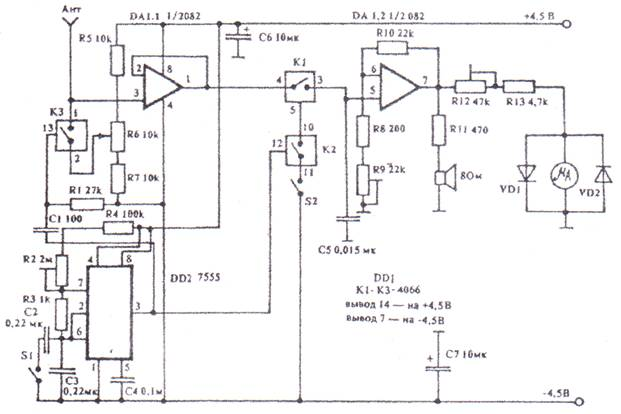 Ант
DA1.1 1/2082
DA 1,2 1/2 082
+4,5В
R5 10k
C6 10мк
R10 22k
2
8
1
3
4
K1
4
3
5
6
7
5
R12 47k
R13 4,7k
K3
1
13
2
R6 10k
10
12
K2
11
R8 200
R11 470
R7 10k
R9 22k
8Ом
VD1
μA
VD2
R1 27k
S2
C1 100
R4 100k
C5 0,015 мк
R2 2м
4
8
DD2 7555
7
DD1
K1- K3-4066
вывод 14 — на +4,5В
вывод 7 — на -4,5В
R3 1k
2
3
C2
0,22 мк
6
S1
1
5
C7 10мк
C3
0,22мк
C4 0,1м
-4,5В